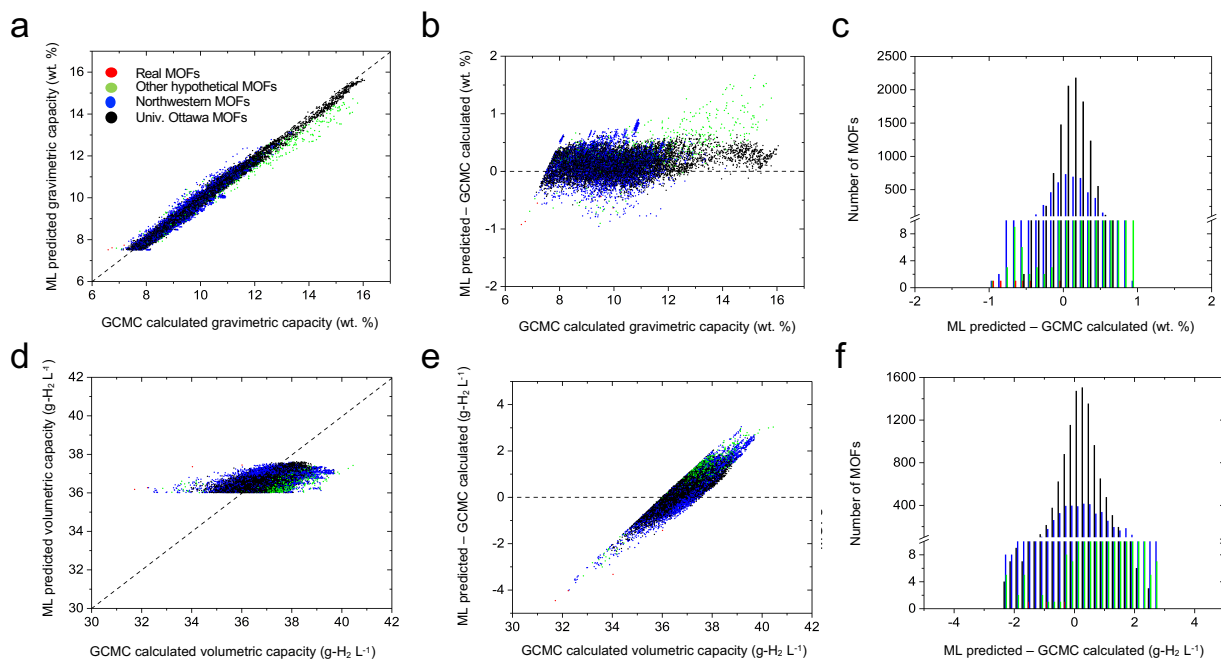 a
ML predicted gravimetric capacity (wt. %)
16
14
12
10
8
6
Real MOFs
Other hypothetical MOFs
Northwestern MOFs
Univ. Ottawa MOFs
6 8 10 12 14 16
GCMC calculated gravimetric capacity (wt. %)
b
ML predicted – GCMC calculated (wt. %)
2
1
0
-1
-2
6 8 10 12 14 16
GCMC calculated gravimetric capacity (wt. %)
c
Number of MOFs
2500
2000
1500
1000
500
8
4
0
-2 -1 0 1 2
ML predicted – GCMC calculated (wt. %)
d
ML predicted volumetric capacity (g-H₂ L⁻¹)
42
40
38
36
34
32
30
30 32 34 36 38 40 42
GCMC calculated volumetric capacity (g-H₂ L⁻¹)
e
ML predicted – GCMC calculated (g-H₂ L⁻¹)
4
2
0
-2
-4
30 32 34 36 38 40 42
GCMC calculated volumetric capacity (g-H₂ L⁻¹)
f
Number of MOFs
1600
1200
800
400
8
4
0
-4 -2 0 2 4
ML predicted – GCMC calculated (g-H₂ L⁻¹)